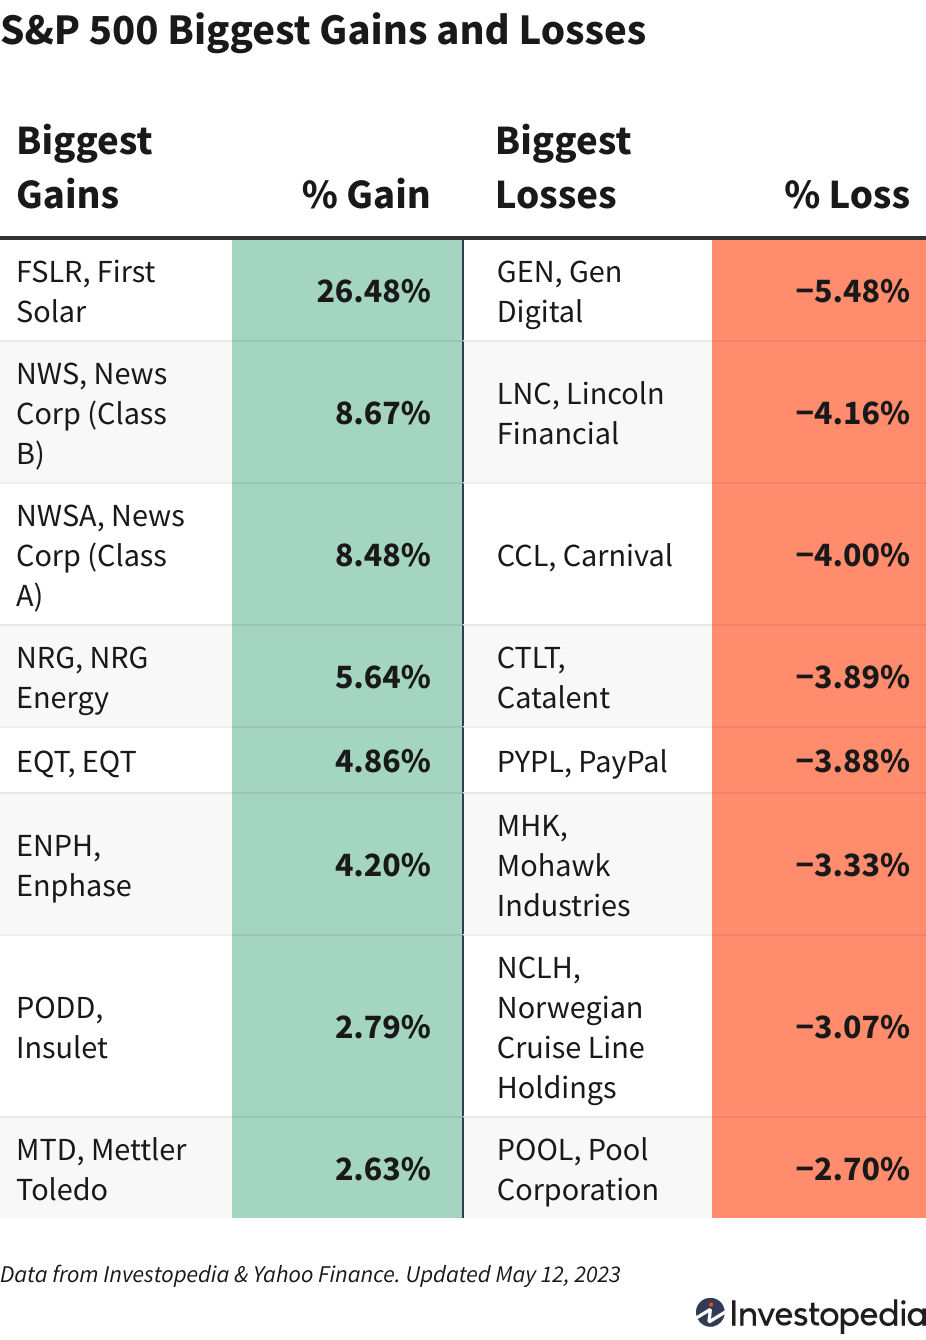 S&P 500 Biggest Gains and Losses
Biggest
Gains
% Gain
Biggest
Losses
% Loss
FSLR, First
Solar
26.48%
GEN, Gen
Digital
−5.48%
NWS, News
Corp (Class
B)
8.67%
LNC, Lincoln
Financial
−4.16%
NWSA, News
Corp (Class
A)
8.48%
CCL, Carnival
−4.00%
NRG, NRG
Energy
5.64%
CTLT,
Catalent
−3.89%
EQT, EQT
4.86%
PYPL, PayPal
−3.88%
ENPH,
Enphase
4.20%
MHK,
Mohawk
Industries
−3.33%
PODD,
Insulet
2.79%
NCLH,
Norwegian
Cruise Line
Holdings
−3.07%
MTD, Mettler
Toledo
2.63%
POOL, Pool
Corporation
−2.70%
Data from Investopedia & Yahoo Finance. Updated May 12, 2023
Investopedia